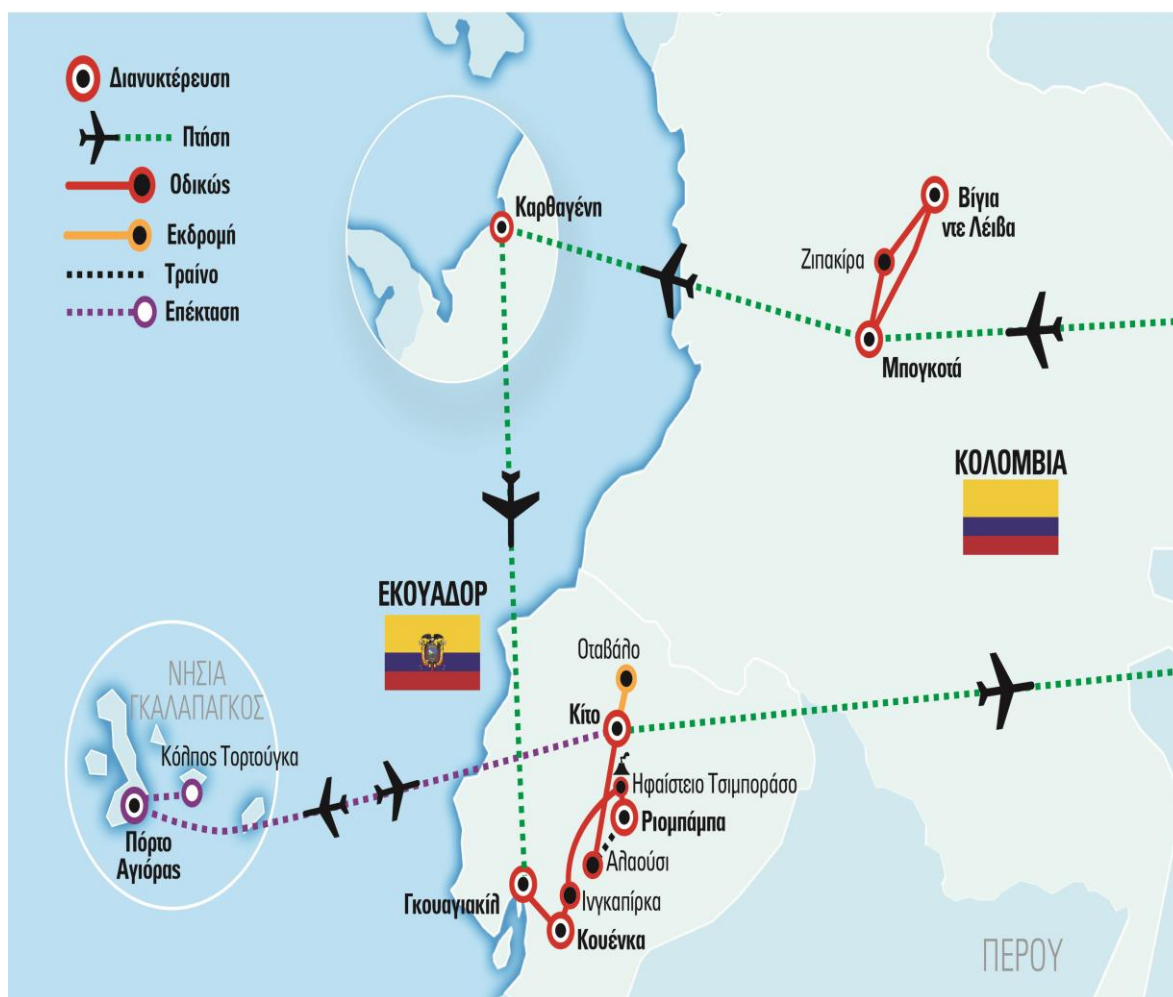 Διανυκτέρευση
Πτήση
Οδικώς
Εκδρομή
Τραίνο
Επέκταση
Καρθαγένη
Βίγια
ντε Λέιβα
Ζιπακίρα
Μπογκοτά
ΚΟΛΟΜΒΙΑ
ΕΚΟΥΑΔΟΡ
Οταβάλο
Κίτο
ΝΗΣΙΑ
ΓΚΑΛΑΠΑΓΚΟΣ
Κόλπος Τορτούγκα
Πόρτο
Αγιόρας
Ηφαίστειο Τσιμποράσο
Ριομπάμπα
Αλαούσι
Γκουαγιακίλ
Ινγκαπίρκα
Κουένκα
ΠΕΡΟΥ